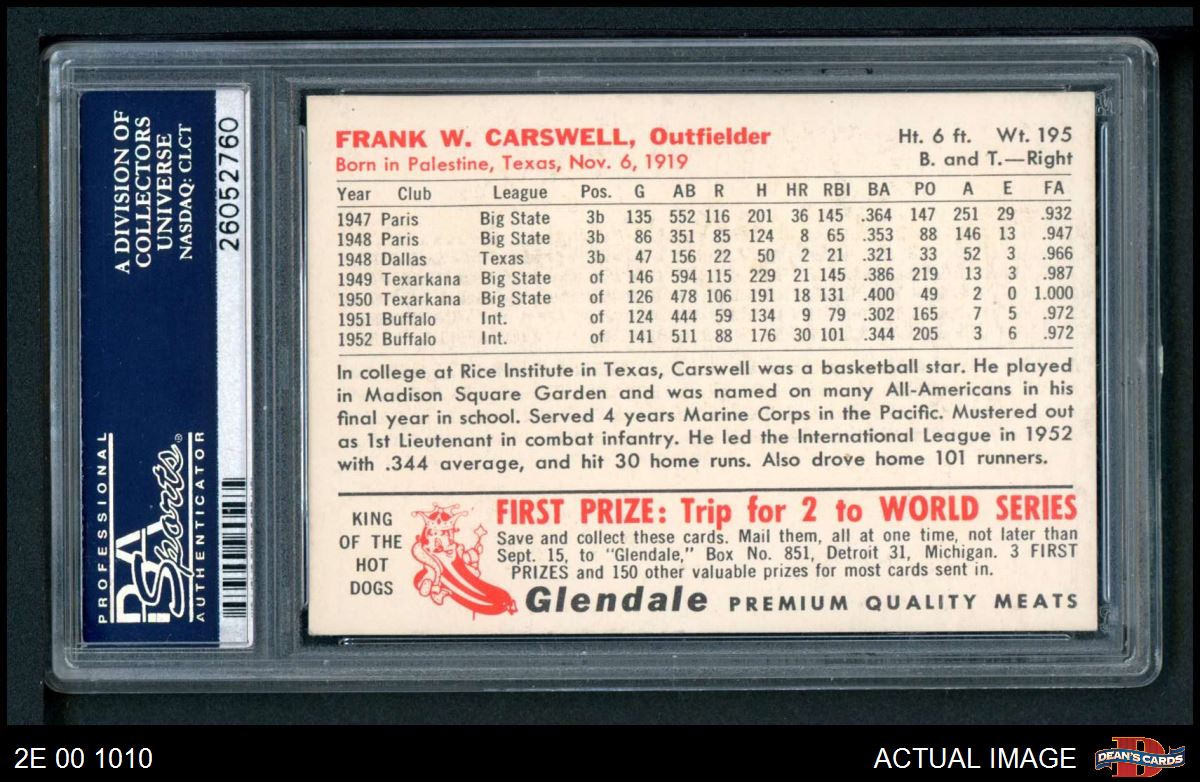 A DIVISION OF
COLLECTORS
UNIVERSE
NASDAQ: CLCT
26052760
PROFESSIONAL
PSA
Sports®
AUTHENTICATOR
FRANK W. CARSWELL, Outfielder Ht. 6 ft. Wt. 195
Born in Palestine, Texas, Nov. 6, 1919 B. and T.—Right
Year Club League Pos. G AB R H HR RBI BA PO A E FA
1947 Paris Big State 3b 135 552 116 201 36 145 .364 147 251 29 .932
1948 Paris Big State 3b 86 351 85 124 8 65 .353 88 146 13 .947
1948 Dallas Texas 3b 47 156 22 50 2 21 .321 33 52 3 .966
1949 Texarkana Big State of 146 594 115 229 21 145 .386 219 13 3 .987
1950 Texarkana Big State of 126 478 106 191 18 131 .400 49 2 0 1.000
1951 Buffalo Int. of 124 444 59 134 9 79 .302 165 7 5 .972
1952 Buffalo Int. of 141 511 88 176 30 101 .344 205 3 6 .972
In college at Rice Institute in Texas, Carswell was a basketball star. He played
in Madison Square Garden and was named on many All-Americans in his
final year in school. Served 4 years Marine Corps in the Pacific. Mustered out
as 1st Lieutenant in combat infantry. He led the International League in 1952
with .344 average, and hit 30 home runs. Also drove home 101 runners.
KING
OF THE
HOT
DOGS
FIRST PRIZE: Trip for 2 to WORLD SERIES
Save and collect these cards. Mail them, all at one time, not later than
Sept. 15, to "Glendale," Box No. 851, Detroit 31, Michigan. 3 FIRST
PRIZES and 150 other valuable prizes for most cards sent in.
Glendale PREMIUM QUALITY MEATS
2E 00 1010
ACTUAL IMAGE
D
DEAN'S CARDS